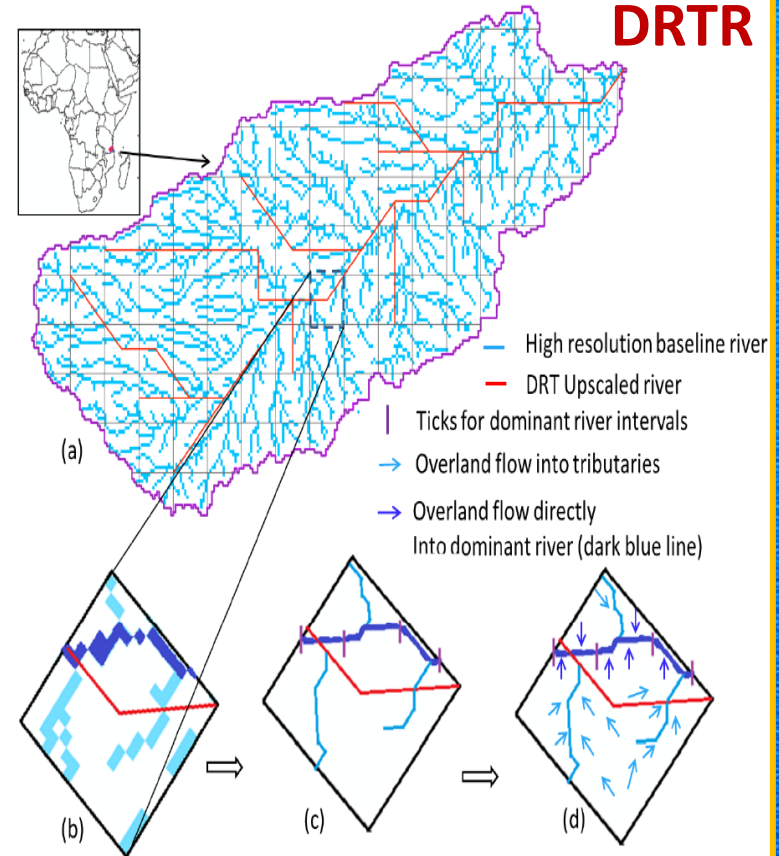 DRTR
High resolution baseline river
DRT Upscaled river
Ticks for dominant river intervals
(a)
Overland flow into tributaries
Overland flow directly
Into dominant river (dark blue line)
(b)
(c)
(d)